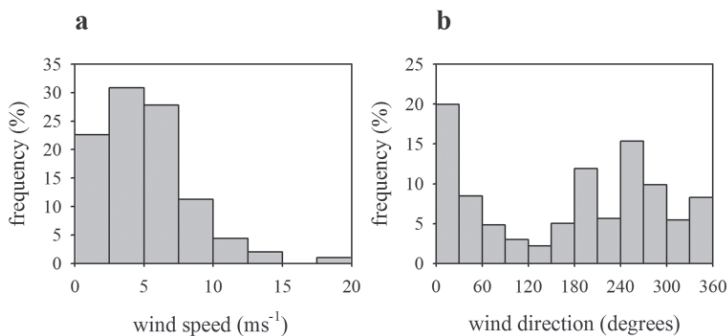 a
frequency (%)
35
30
25
20
15
10
5
0
0 5 10 15 20
wind speed (ms⁻¹)
b
frequency (%)
25
20
15
10
5
0
0 60 120 180 240 300 360
wind direction (degrees)